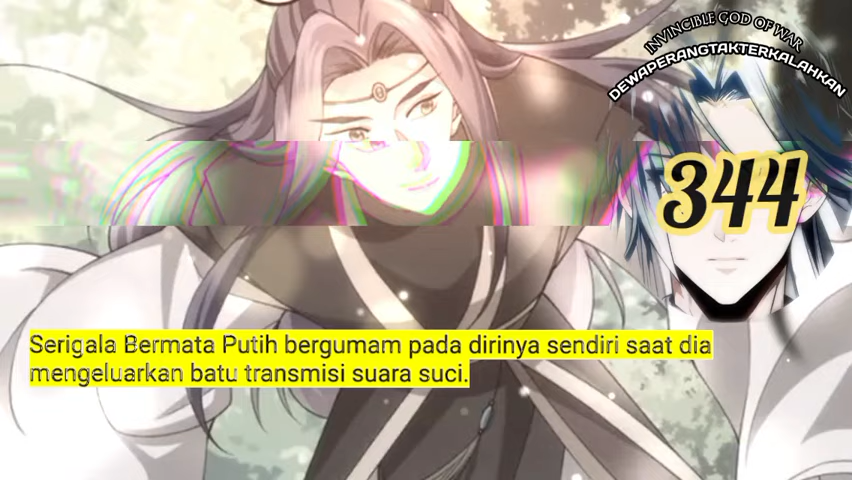 INVINCIBLE GOD OF WAR
DEWAPERANGTAKTERKALAHKAN
344
Serigala Bermata Putih bergumam pada dirinya sendiri saat dia
mengeluarkan batu transmisi suara suci.